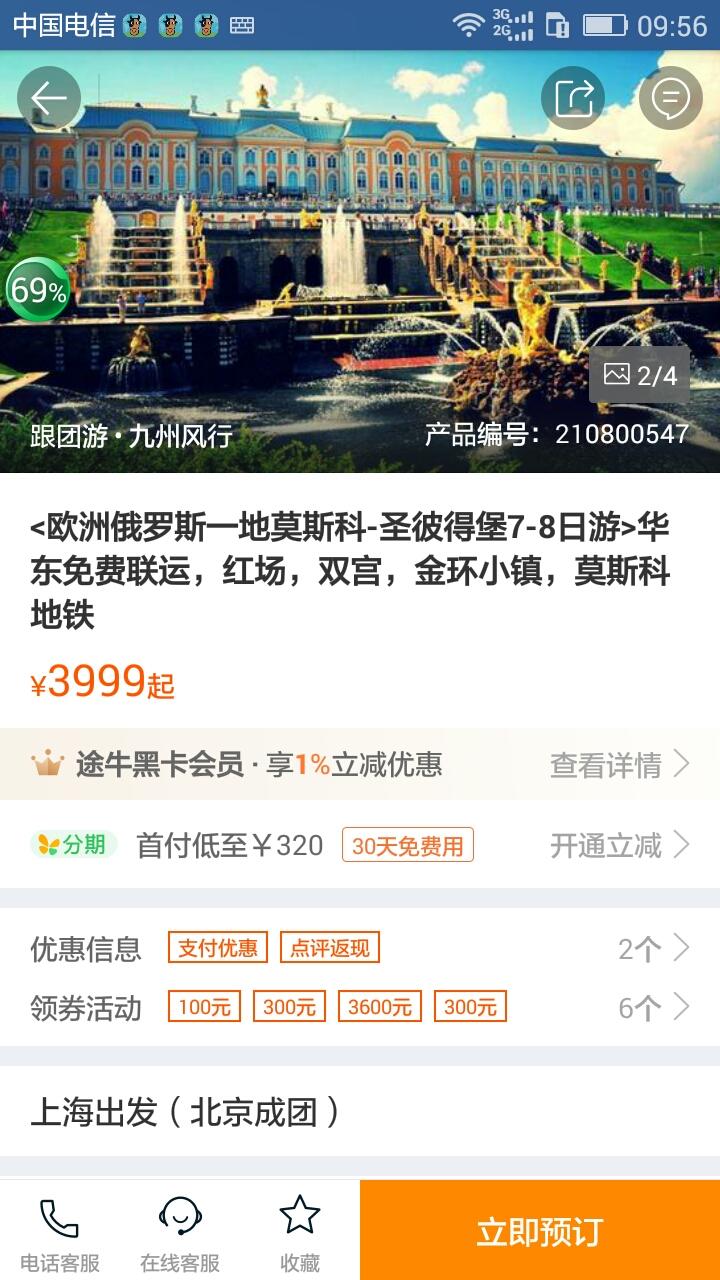 中国电信
3G
2G
09:56
69%
2/4
跟团游·九州风行
产品编号：210800547
<欧洲俄罗斯一地莫斯科-圣彼得堡7-8日游>华
东免费联运，红场，双宫，金环小镇，莫斯科
地铁
¥3999起
途牛黑卡会员·享1%立减优惠 查看详情
分期 首付低至￥320 30天免费用 开通立减
优惠信息 支付优惠 点评返现 2个
领券活动 100元 300元 3600元 300元 6个
上海出发（北京成团）
电话客服 在线客服 收藏 立即预订